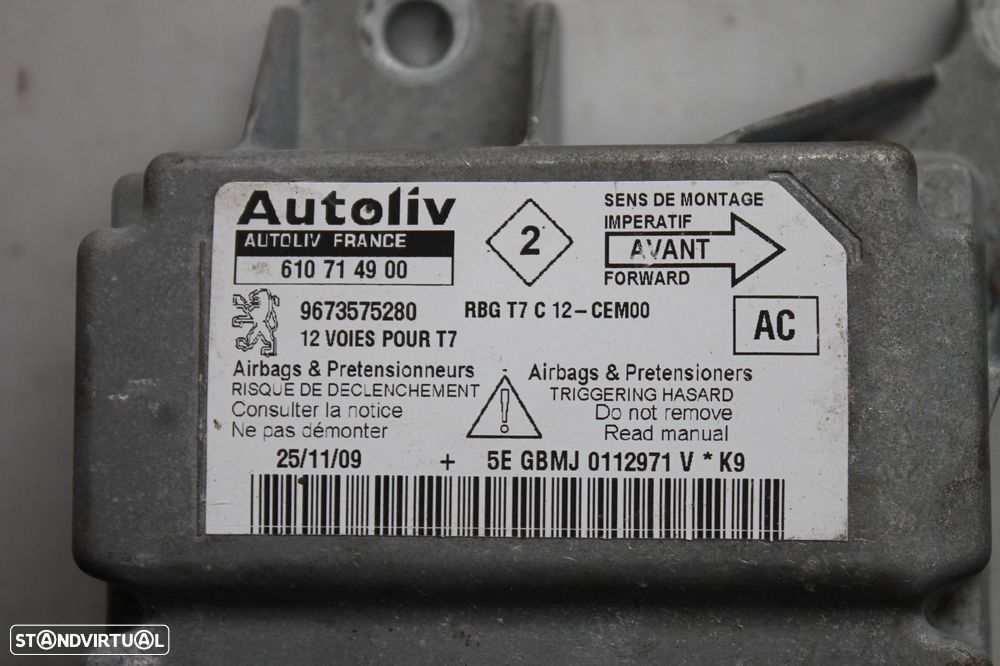 Autoliv
AUTOLIV FRANCE
610 71 4 9 00
2
SENS DE MONTAGE
IMPERATIF
AVANT
FORWARD
9673575280 RBG T7 C 12-CEM00
12 VOIES POUR T7
AC
Airbags & Pretensionneurs
RISQUE DE DECLENCHEMENT
Consulter la notice
Ne pas démonter
!
Airbags & Pretensioners
TRIGGERING HASARD
Do not remove
Read manual
25/11/09 + 5E GBMJ 0112971 V * K9
STANDVIRTUAL